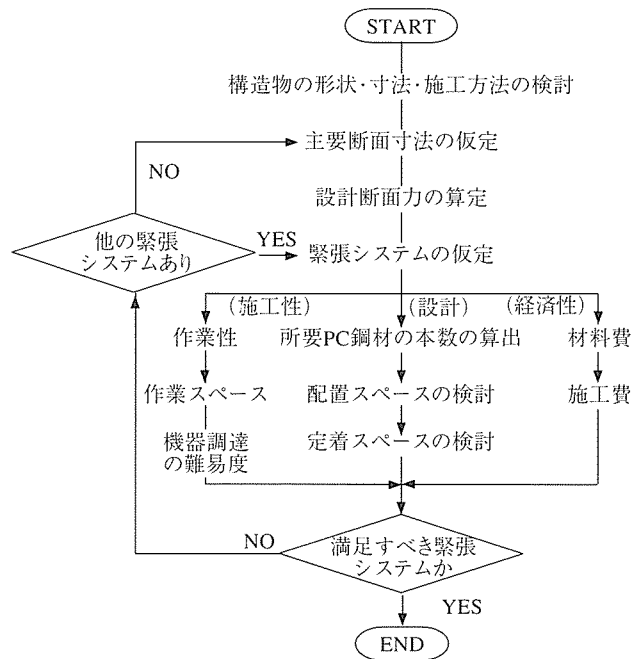 START
構造物の形状・寸法・施工方法の検討
主要断面寸法の仮定
NO
設計断面力の算定
他の緊張
システムあり
YES
緊張システムの仮定
(施工性)
(設計)
(経済性)
作業性
所要PC鋼材の本数の算出
材料費
作業スペース
配置スペースの検討
施工費
機器調達
の難易度
定着スペースの検討
NO
満足すべき緊張
システムか
YES
END